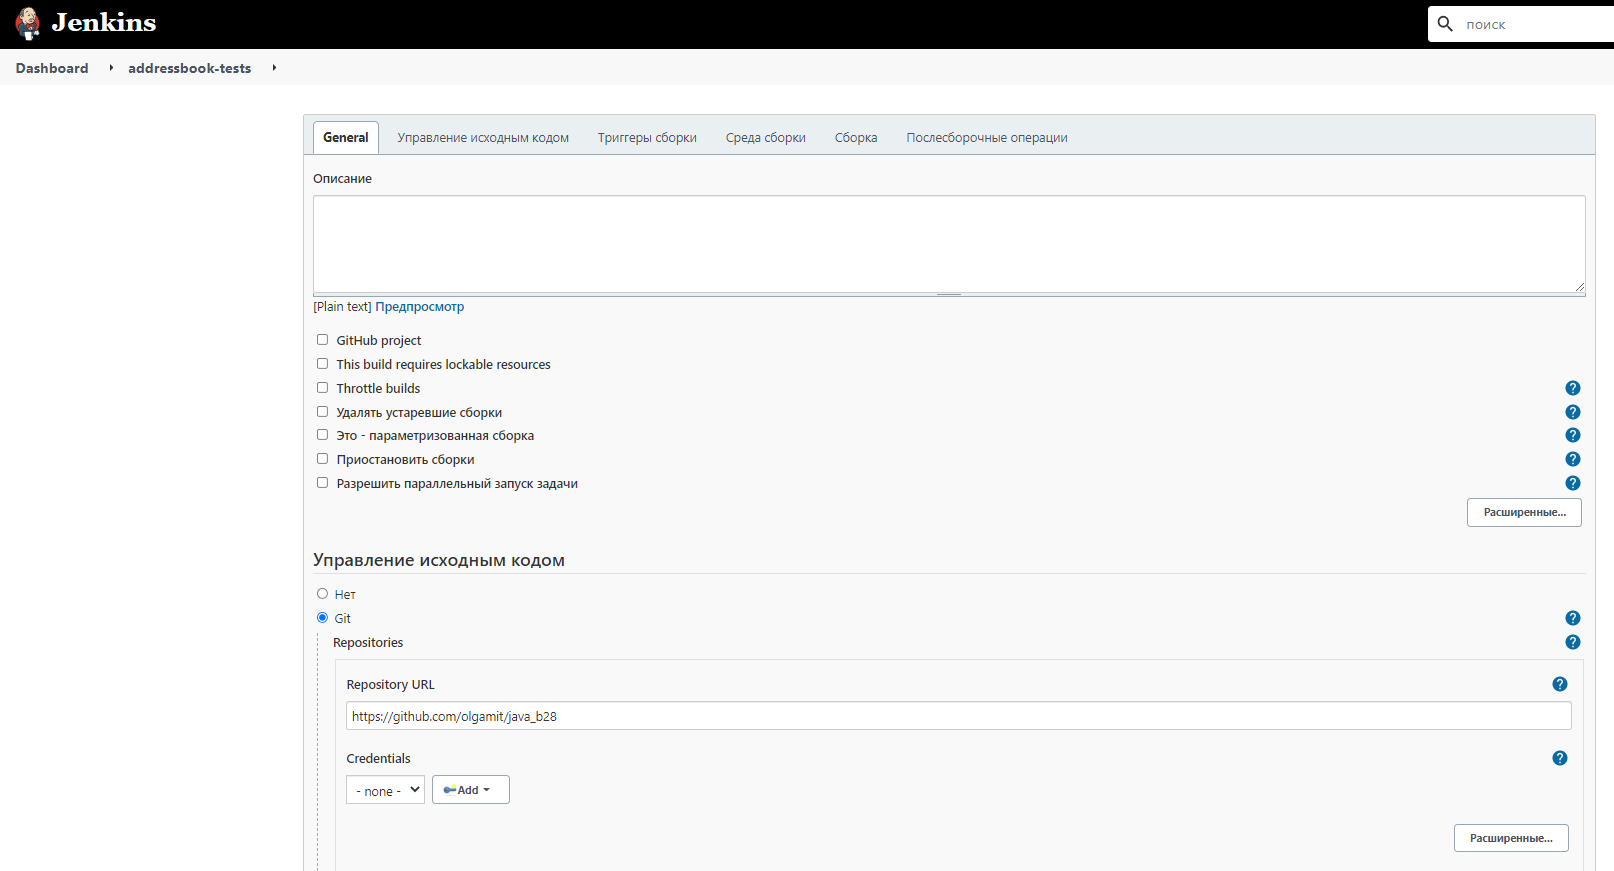 Jenkins
поиск
Dashboard addressbook-tests
General Управление исходным кодом Триггеры сборки Среда сборки Сборка Послесборочные операции
Описание
[Plain text] Предпросмотр
GitHub project
This build requires lockable resources
Throttle builds ?
Удалять устаревшие сборки ?
Это - параметризованная сборка ?
Приостановить сборки ?
Разрешить параллельный запуск задачи ?
Расширенные...
Управление исходным кодом
Нет
Git ?
Repositories ?
Repository URL ?
https://github.com/olgamit/java_b28
Credentials ?
- none - Add
Расширенные...